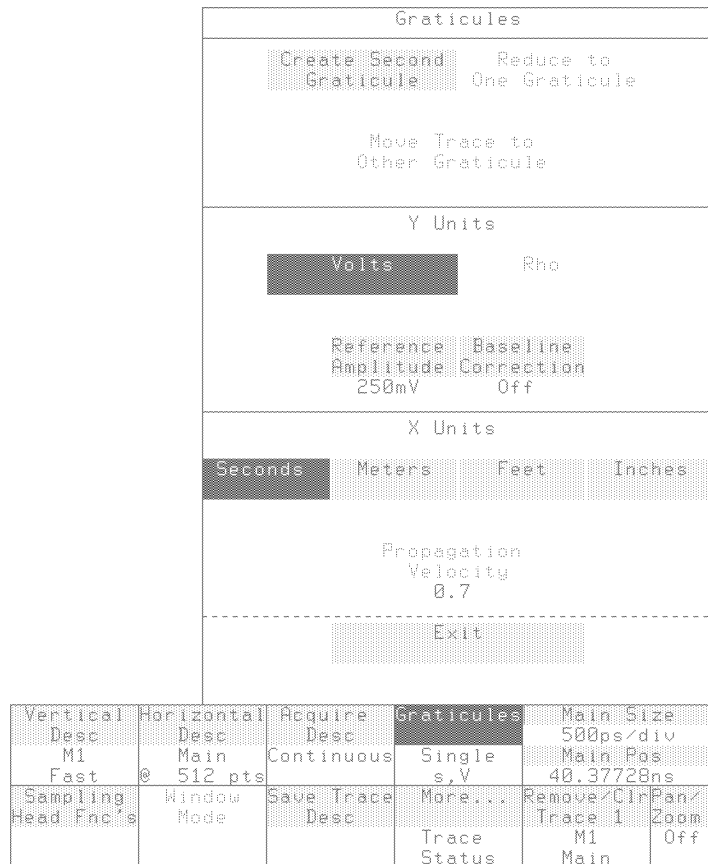 Graticules
Create Second Reduce to
Graticule One Graticule
Move Trace to
Other Graticule
Y Units
Volts Rho
Reference Baseline
Amplitude Correction
250mV Off
X Units
Seconds Meters Feet Inches
Propagation
Velocity
0.7
Exit
Vertical Horizontal Acquire Graticules Main Size
Desc Desc Desc 500ps/div
M1 Main Continuous Single Main Pos
Fast @ 512 pts s,V 40.37728ns
Sampling Window Save Trace More... Remove/Clr Pan/
Head Fnc's Mode Desc Trace 1 Zoom
Trace M1 Off
Status Main